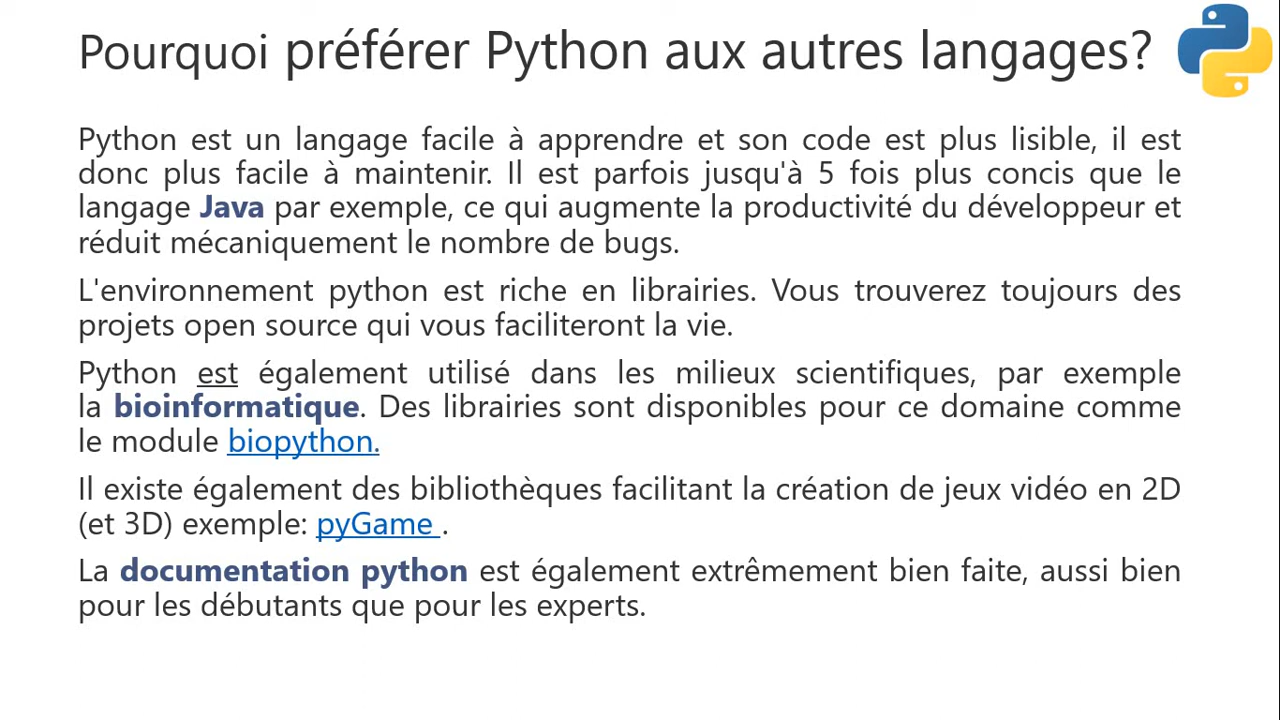 Pourquoi préférer Python aux autres langages?
Python est un langage facile à apprendre et son code est plus lisible, il est
donc plus facile à maintenir. Il est parfois jusqu'à 5 fois plus concis que le
langage Java par exemple, ce qui augmente la productivité du développeur et
réduit mécaniquement le nombre de bugs.
L'environnement python est riche en librairies. Vous trouverez toujours des
projets open source qui vous faciliteront la vie.
Python est également utilisé dans les milieux scientifiques, par exemple
la bioinformatique. Des librairies sont disponibles pour ce domaine comme
le module biopython.
Il existe également des bibliothèques facilitant la création de jeux vidéo en 2D
(et 3D) exemple: pyGame .
La documentation python est également extrêmement bien faite, aussi bien
pour les débutants que pour les experts.